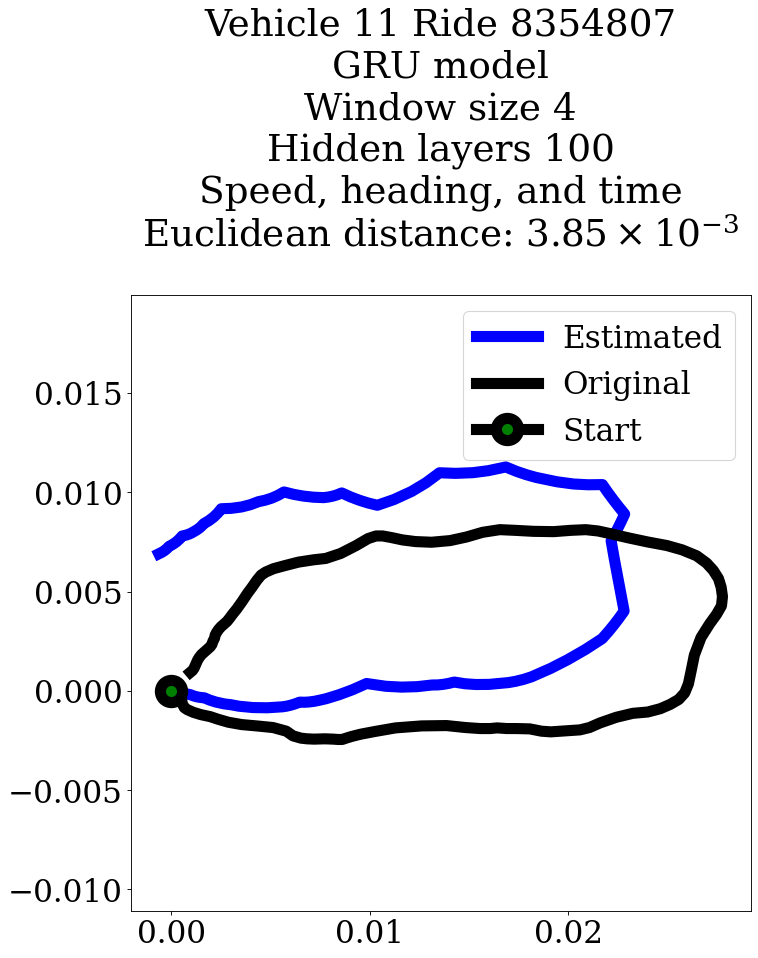 Vehicle 11 Ride 8354807
GRU model
Window size 4
Hidden layers 100
Speed, heading, and time
Euclidean distance: 3.85 × 10⁻³
Estimated
Original
Start
0.015
0.010
0.005
0.000
−0.005
−0.010
0.00 0.01 0.02